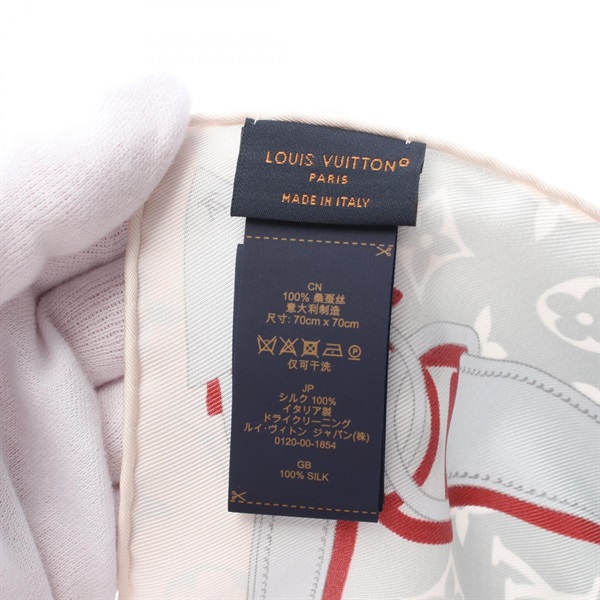 LOUIS VUITTON
PARIS
MADE IN ITALY
CN
100% 桑蚕丝
意大利制造
尺寸: 70cm x 70cm
仅可干洗
JP
シルク 100%
イタリア製
ドライクリーニング
ルイ・ヴィトン ジャパン(株)
0120-00-1854
GB
100% SILK